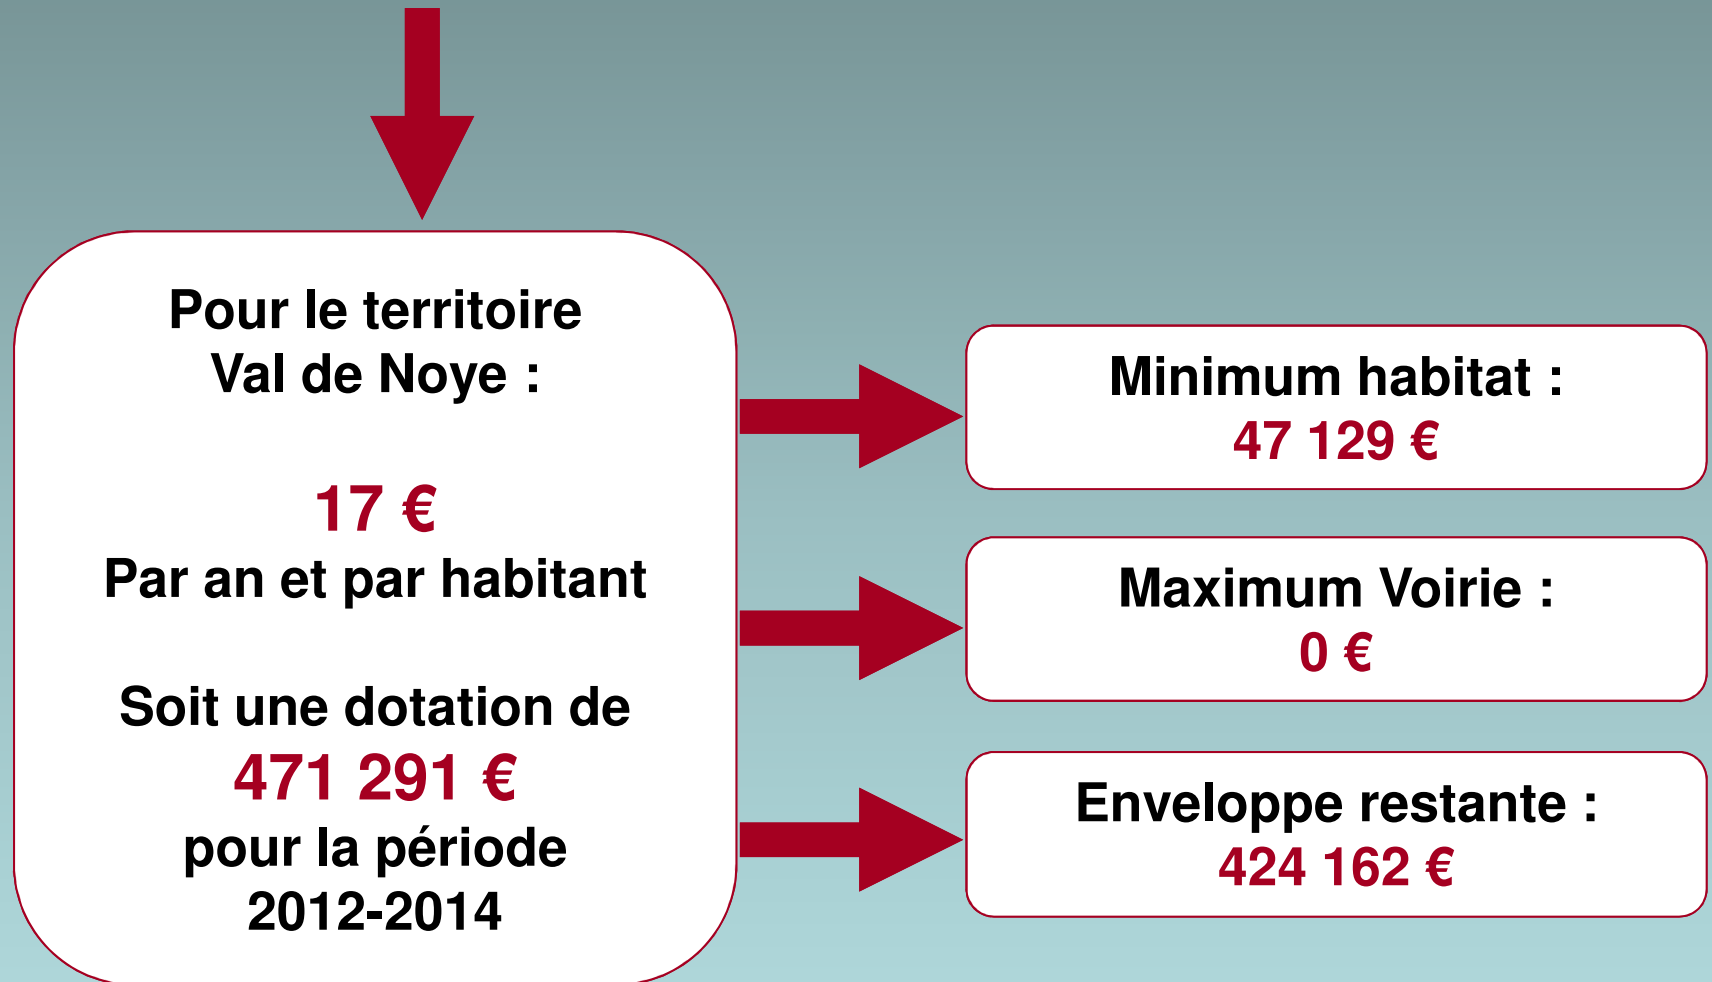 Pour le territoire
Val de Noye :
17 €
Par an et par habitant
Soit une dotation de
471 291 €
pour la période
2012-2014
Minimum habitat :
47 129 €
Maximum Voirie :
0 €
Enveloppe restante :
424 162 €